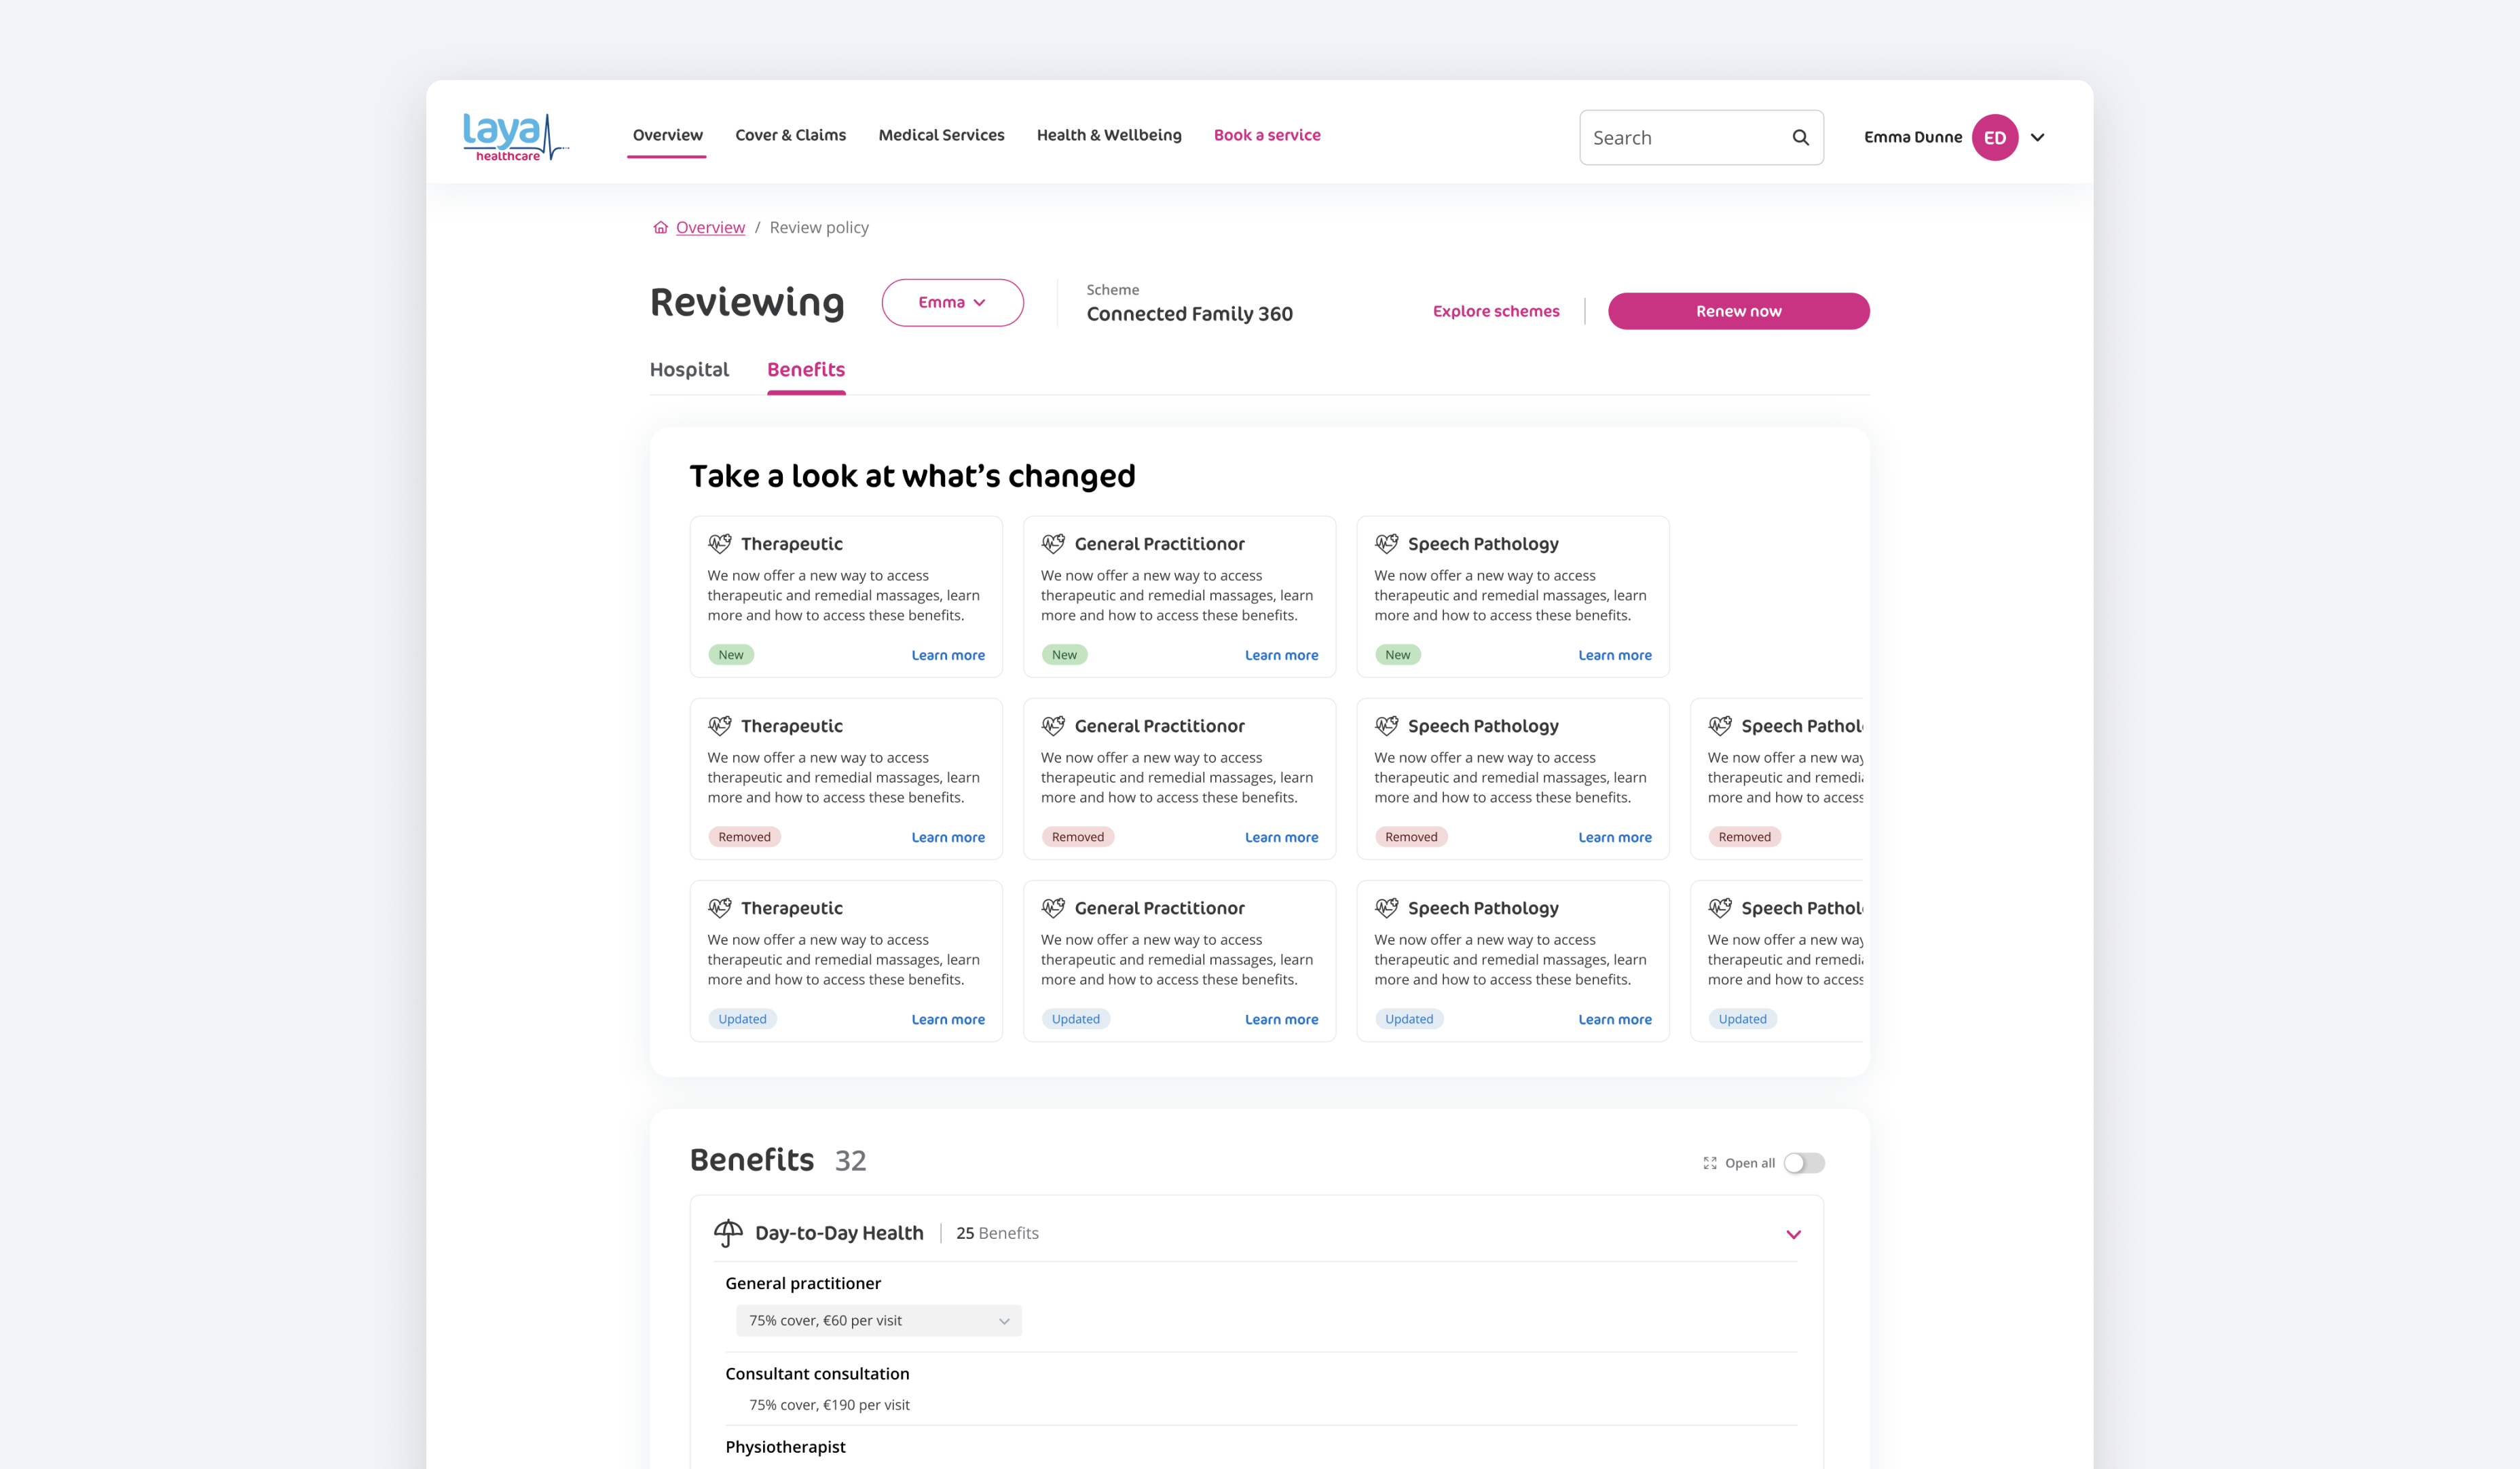 laya
healthcare
Overview
Cover & Claims
Medical Services
Health & Wellbeing
Book a service
Search
Emma Dunne
ED
Overview / Review policy
Reviewing
Emma
Scheme
Connected Family 360
Explore schemes
Renew now
Hospital
Benefits
Take a look at what’s changed
Therapeutic
We now offer a new way to access
therapeutic and remedial massages, learn
more and how to access these benefits.
New
Learn more
General Practitionor
We now offer a new way to access
therapeutic and remedial massages, learn
more and how to access these benefits.
New
Learn more
Speech Pathology
We now offer a new way to access
therapeutic and remedial massages, learn
more and how to access these benefits.
New
Learn more
Therapeutic
We now offer a new way to access
therapeutic and remedial massages, learn
more and how to access these benefits.
Removed
Learn more
General Practitionor
We now offer a new way to access
therapeutic and remedial massages, learn
more and how to access these benefits.
Removed
Learn more
Speech Pathology
We now offer a new way to access
therapeutic and remedial massages, learn
more and how to access these benefits.
Removed
Learn more
Speech Pathol
We now offer a new way
therapeutic and remedi
more and how to access
Removed
Therapeutic
We now offer a new way to access
therapeutic and remedial massages, learn
more and how to access these benefits.
Updated
Learn more
General Practitionor
We now offer a new way to access
therapeutic and remedial massages, learn
more and how to access these benefits.
Updated
Learn more
Speech Pathology
We now offer a new way to access
therapeutic and remedial massages, learn
more and how to access these benefits.
Updated
Learn more
Speech Pathol
We now offer a new way
therapeutic and remedi
more and how to access
Updated
Benefits 32
Open all
Day-to-Day Health
25 Benefits
General practitioner
75% cover, €60 per visit
Consultant consultation
75% cover, €190 per visit
Physiotherapist